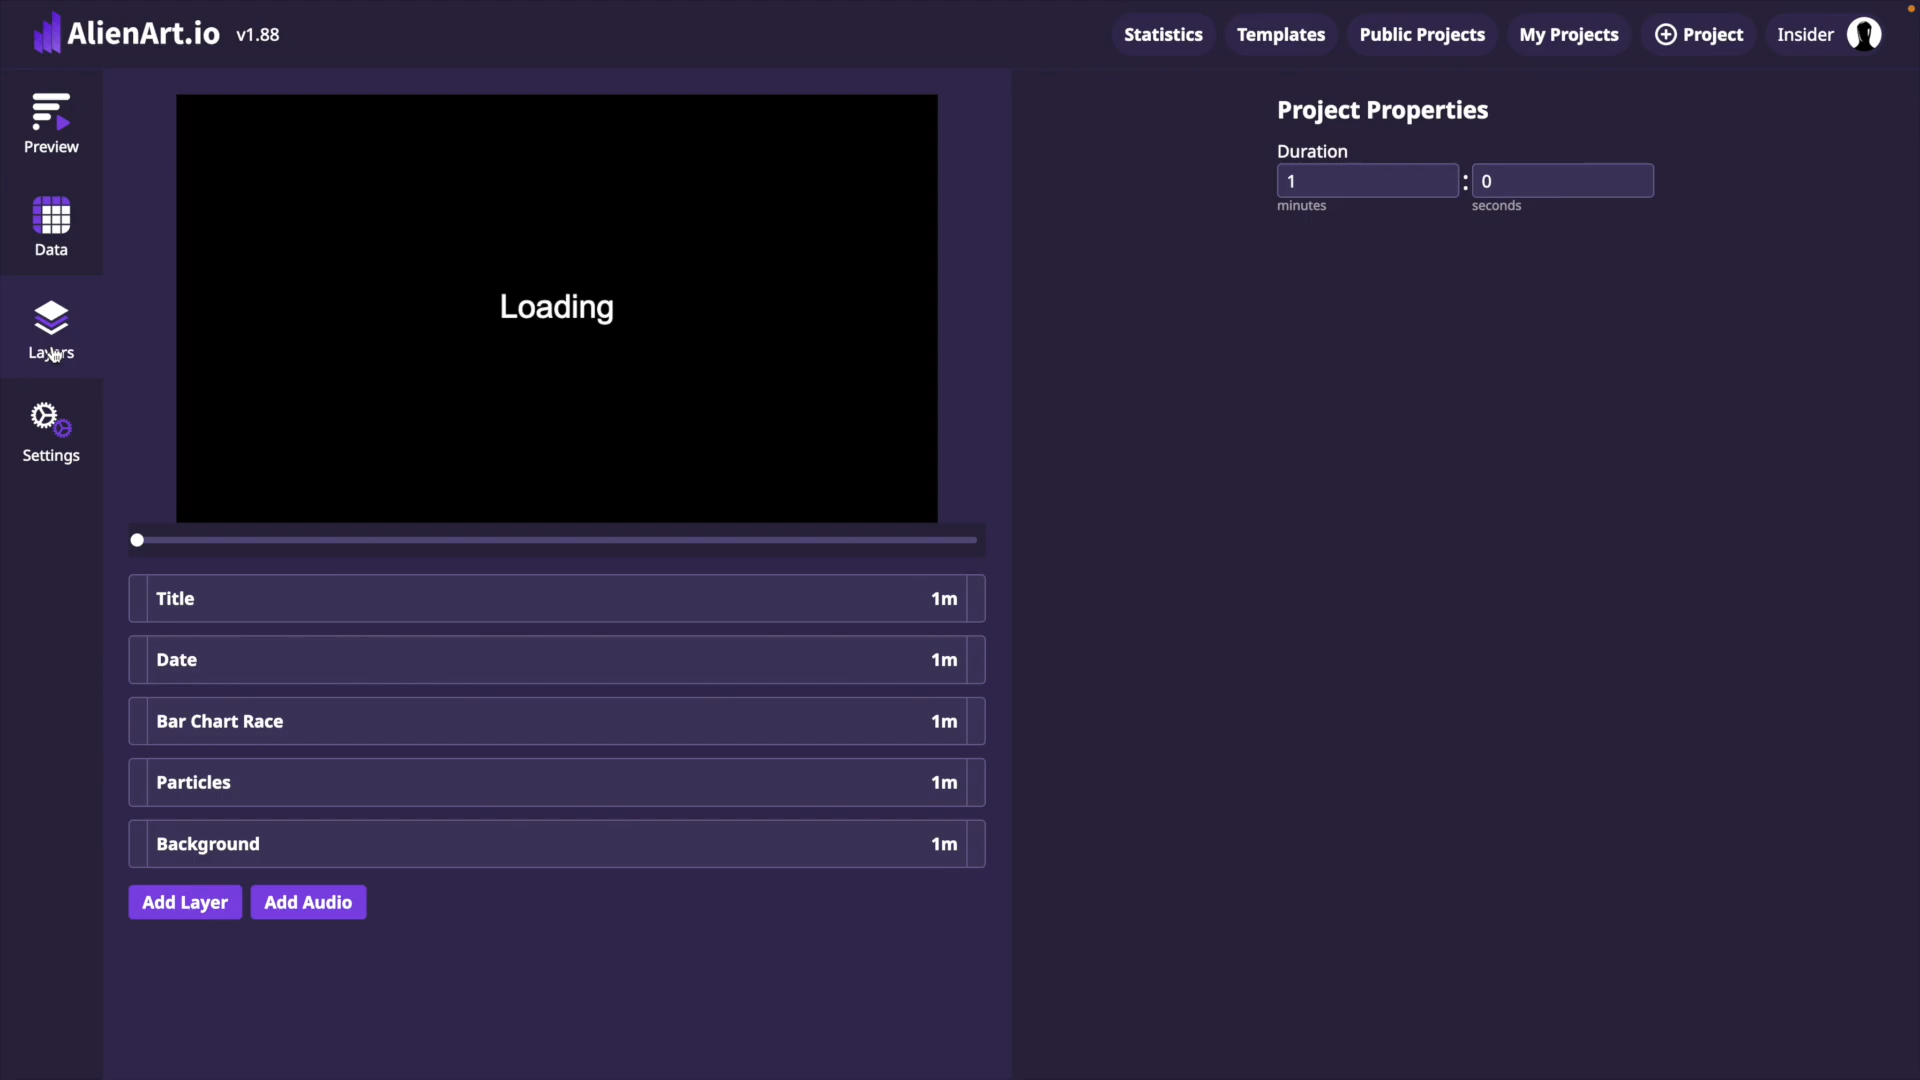 AlienArt.io v1.88
Statistics Templates Public Projects My Projects Project Insider
Preview
Data
Layers
Settings
Loading
Title 1m
Date 1m
Bar Chart Race 1m
Particles 1m
Background 1m
Add Layer Add Audio
Project Properties
Duration
1 : 0
minutes seconds